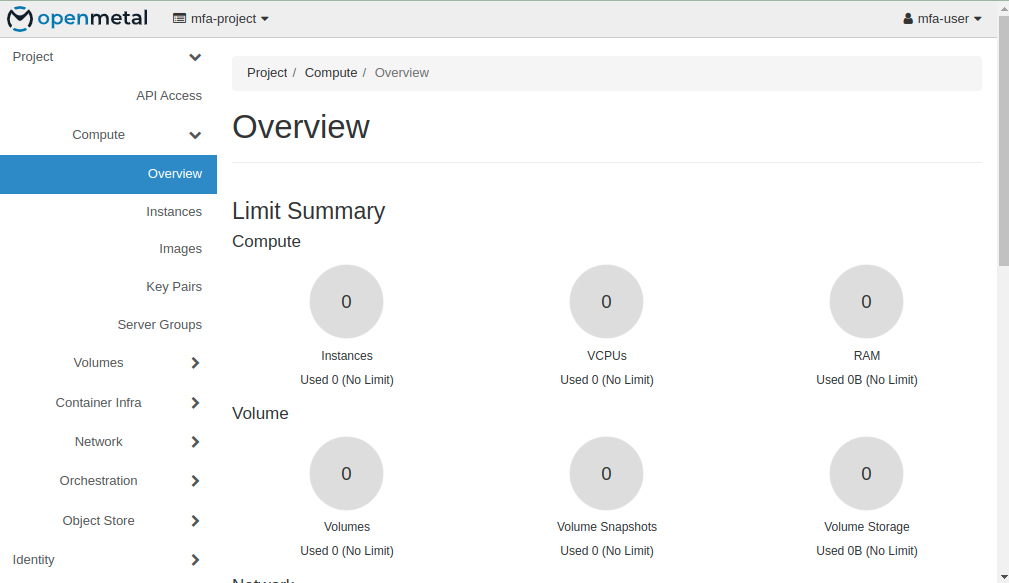 openmetal mfa-project mfa-user
Project
API Access
Compute
Overview
Instances
Images
Key Pairs
Server Groups
Volumes
Container Infra
Network
Orchestration
Object Store
Identity
Project / Compute / Overview
Overview
Limit Summary
Compute
0 0 0
Instances VCPUs RAM
Used 0 (No Limit) Used 0 (No Limit) Used 0B (No Limit)
Volume
0 0 0
Volumes Volume Snapshots Volume Storage
Used 0 (No Limit) Used 0 (No Limit) Used 0B (No Limit)
Network